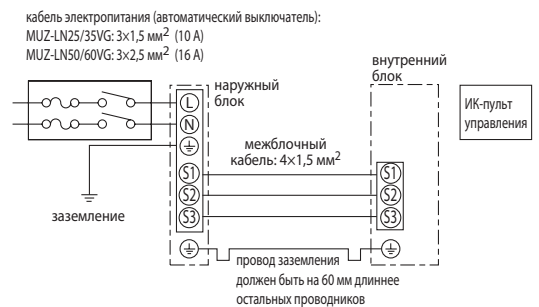 кабель электропитания (автоматический выключатель):
MUZ-LN25/35VG: 3×1,5 мм² (10 А)
MUZ-LN50/60VG: 3×2,5 мм² (16 А)
наружный
блок
внутренний
блок
ИК-пульт
управления
L
N
межблочный
кабель: 4×1,5 мм²
S1
S1
S2
S2
S3
S3
заземление
провод заземления
должен быть на 60 мм длиннее
остальных проводников